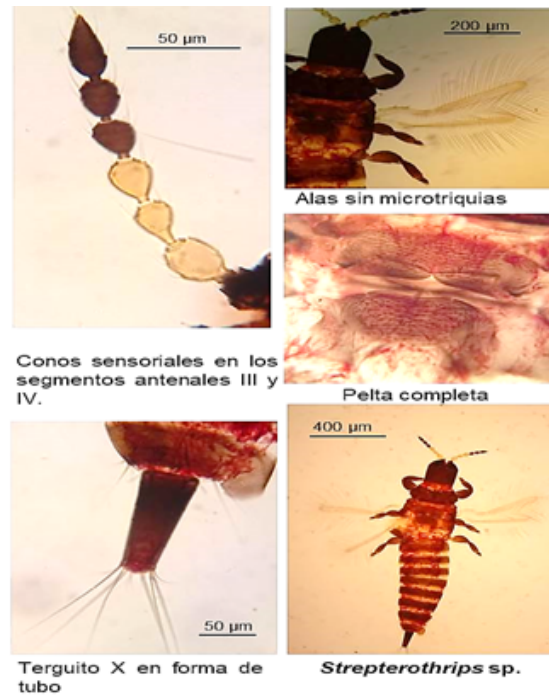 50 µm
200 µm
Alas sin microtriquias
Conos sensoriales en los
segmentos antenales III y
IV.
Pelta completa
400 µm
50 µm
Terguito X en forma de
tubo
Strepterothrips sp.